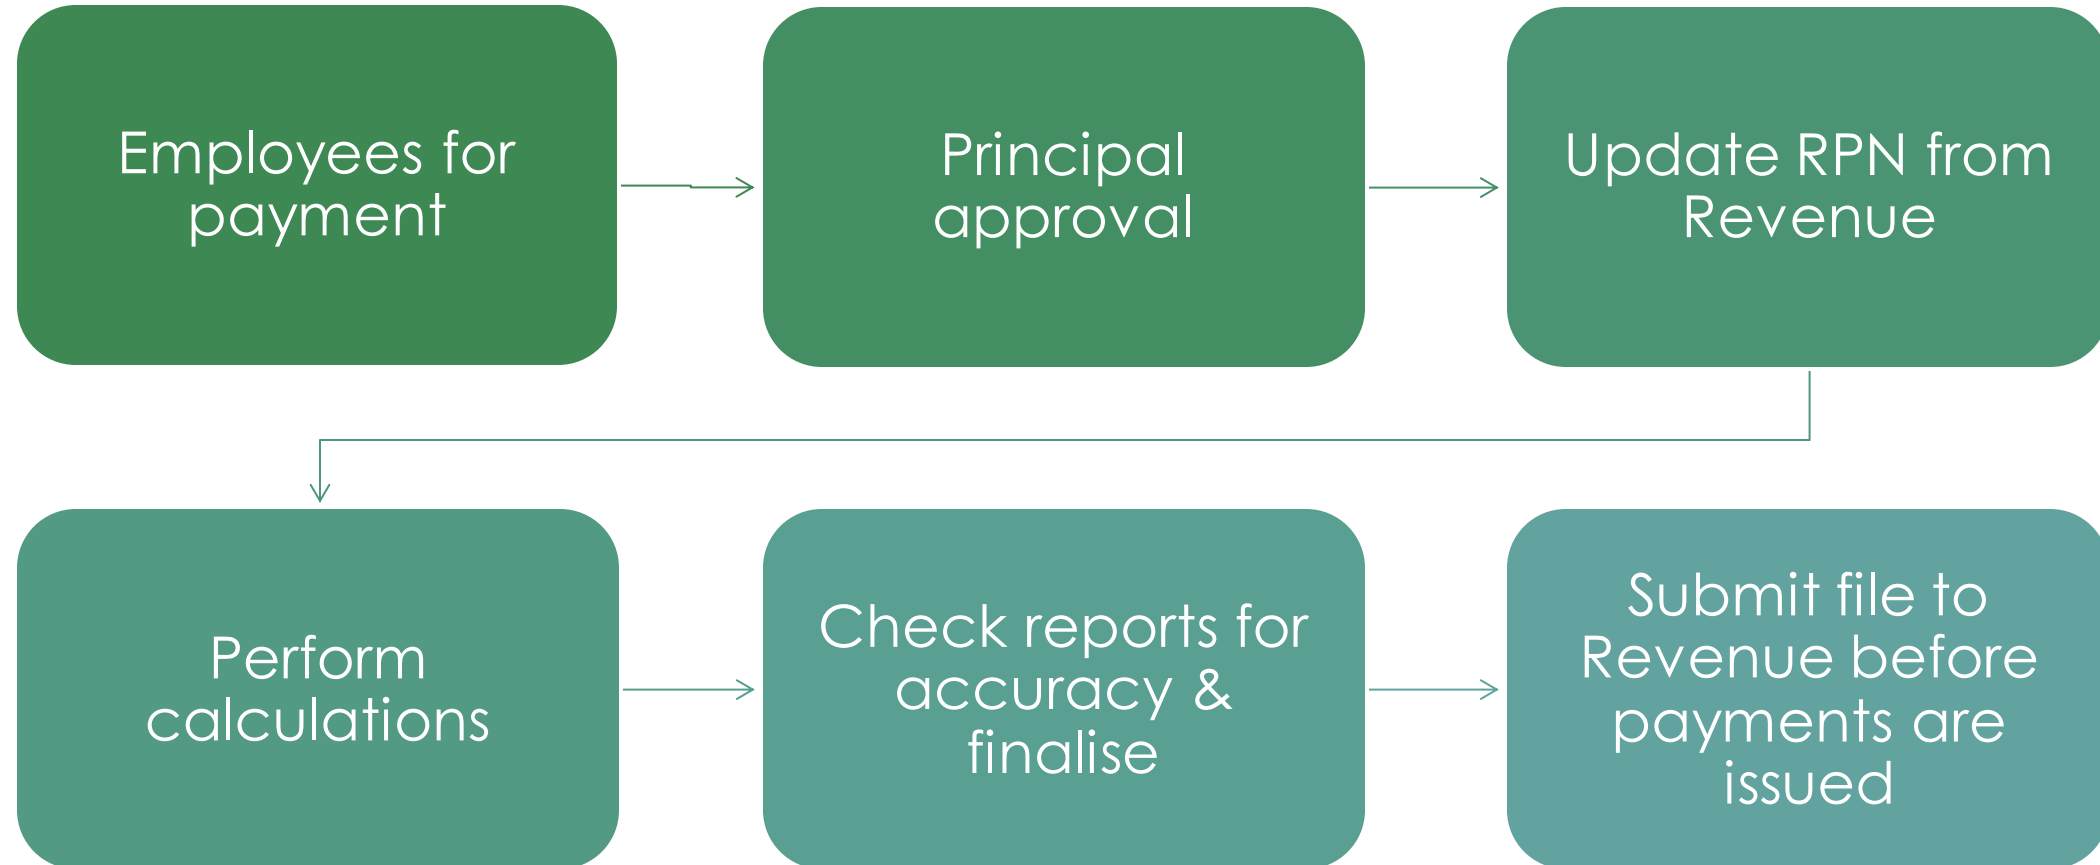 Employees for
payment
Principal
approval
Update RPN from
Revenue
Perform
calculations
Check reports for
accuracy &
finalise
Submit file to
Revenue before
payments are
issued